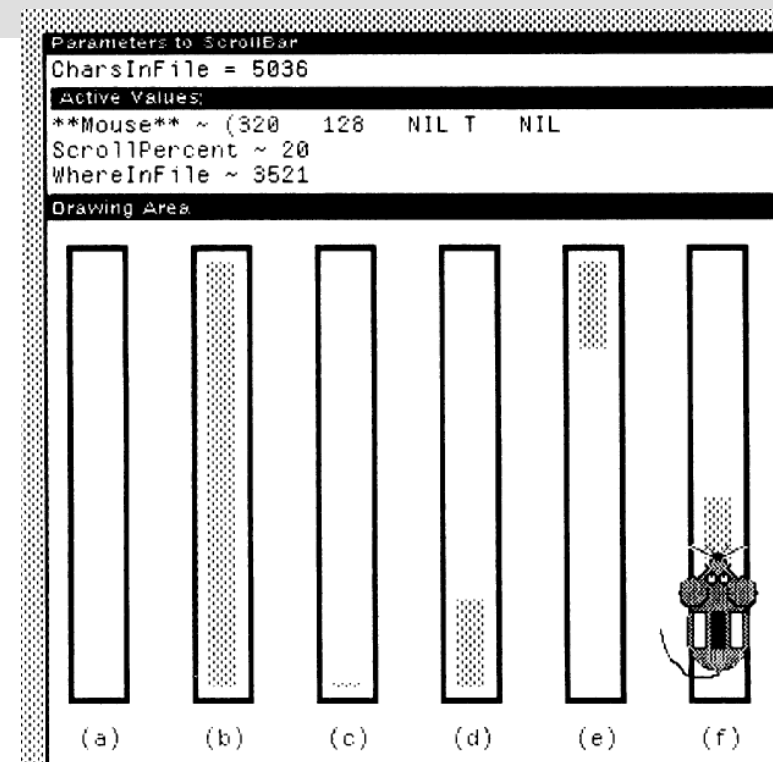 Parameters to ScrollBar
CharsInFile = 5036
Active Values:
**Mouse** ~ (320 128 NIL T NIL
ScrollPercent ~ 20
WhereInFile ~ 3521
Drawing Area
(a) (b) (c) (d) (e) (f)